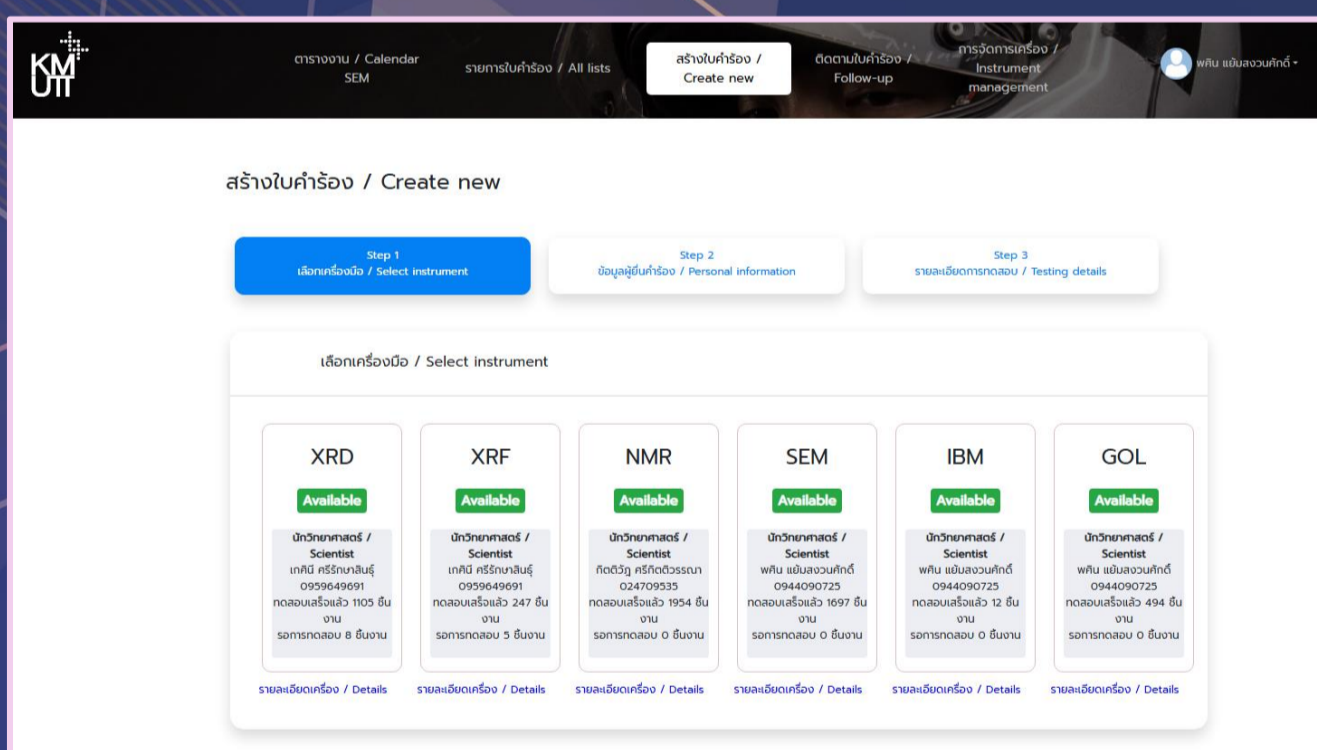 KM
UTT
ตารางงาน / Calendar
SEM
รายการใบคำร้อง / All lists
สร้างใบคำร้อง /
Create new
ติดตามใบคำร้อง /
Follow-up
การจัดการเครื่อง /
Instrument
management
พศิน แย้มสงวนศักดิ์
สร้างใบคำร้อง / Create new
Step 1
เลือกเครื่องมือ / Select instrument
Step 2
ข้อมูลผู้ยื่นคำร้อง / Personal information
Step 3
รายละเอียดการทดสอบ / Testing details
เลือกเครื่องมือ / Select instrument
XRD
Available
นักวิทยาศาสตร์ /
Scientist
เกศินี ศรีรักษาสินธุ์
0959649691
ทดสอบเสร็จแล้ว 1105 ชิ้น
งาน
รอการทดสอบ 8 ชิ้นงาน
รายละเอียดเครื่อง / Details
XRF
Available
นักวิทยาศาสตร์ /
Scientist
เกศินี ศรีรักษาสินธุ์
0959649691
ทดสอบเสร็จแล้ว 247 ชิ้น
งาน
รอการทดสอบ 5 ชิ้นงาน
รายละเอียดเครื่อง / Details
NMR
Available
นักวิทยาศาสตร์ /
Scientist
กิตติวิฏ ศรีกิตติวรรณา
024709535
ทดสอบเสร็จแล้ว 1954 ชิ้น
งาน
รอการทดสอบ 0 ชิ้นงาน
รายละเอียดเครื่อง / Details
SEM
Available
นักวิทยาศาสตร์ /
Scientist
พศิน แย้มสงวนศักดิ์
0944090725
ทดสอบเสร็จแล้ว 1697 ชิ้น
งาน
รอการทดสอบ 0 ชิ้นงาน
รายละเอียดเครื่อง / Details
IBM
Available
นักวิทยาศาสตร์ /
Scientist
พศิน แย้มสงวนศักดิ์
0944090725
ทดสอบเสร็จแล้ว 12 ชิ้น
งาน
รอการทดสอบ 0 ชิ้นงาน
รายละเอียดเครื่อง / Details
GOL
Available
นักวิทยาศาสตร์ /
Scientist
พศิน แย้มสงวนศักดิ์
0944090725
ทดสอบเสร็จแล้ว 494 ชิ้น
งาน
รอการทดสอบ 0 ชิ้นงาน
รายละเอียดเครื่อง / Details